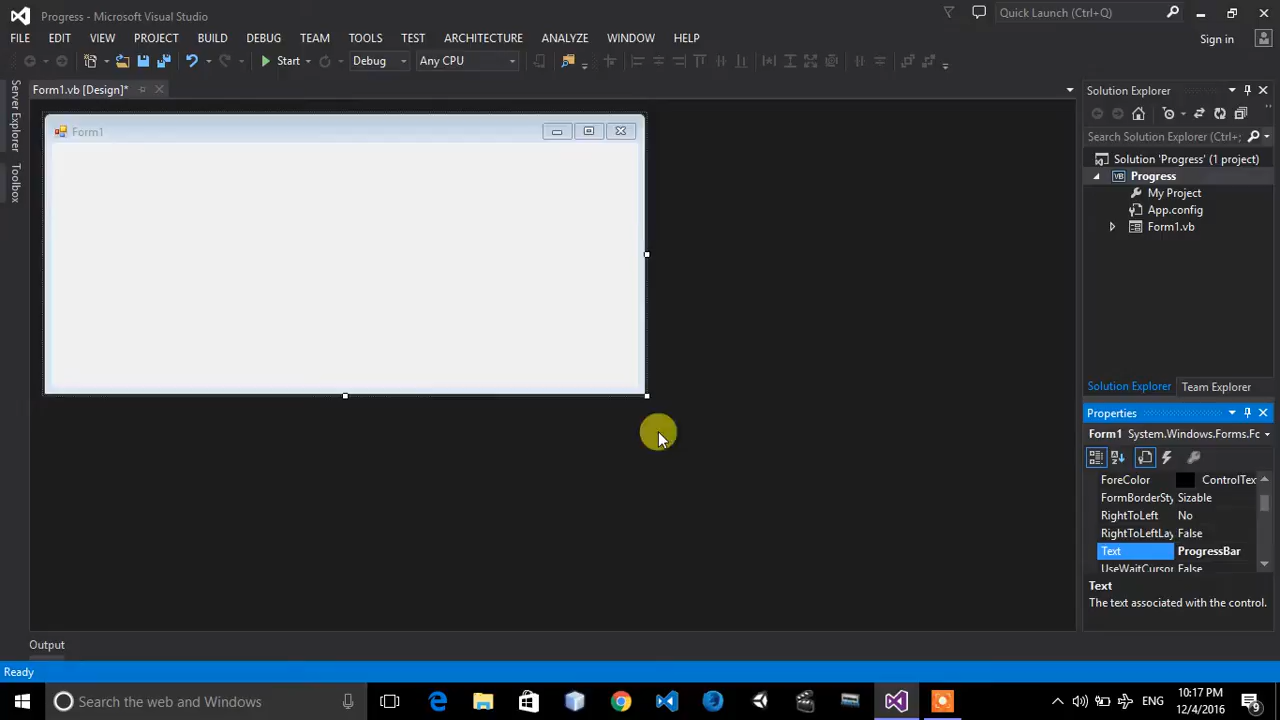 Progress - Microsoft Visual Studio
Quick Launch (Ctrl+Q)
FILE EDIT VIEW PROJECT BUILD DEBUG TEAM TOOLS TEST ARCHITECTURE ANALYZE WINDOW HELP
Sign in
Start Debug Any CPU
Server Explorer
Toolbox
Form1.vb [Design]*
Form1
Solution Explorer
Search Solution Explorer (Ctrl+;
Solution 'Progress' (1 project)
VB Progress
My Project
App.config
Form1.vb
Solution Explorer Team Explorer
Properties
Form1 System.Windows.Forms.Fc
ForeColor ControlTex
FormBorderSty Sizable
RightToLeft No
RightToLeftLay False
Text ProgressBar
UseWaitCursor False
Text
The text associated with the control.
Output
Ready
Search the web and Windows
ENG
10:17 PM
12/4/2016
9